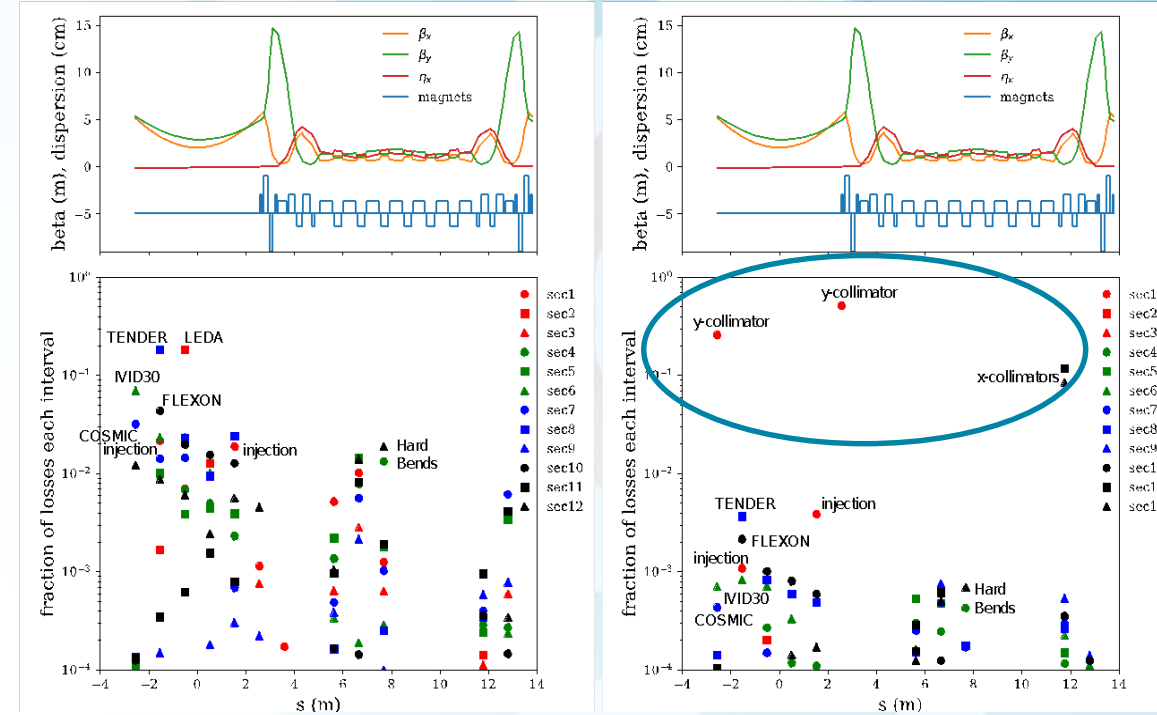 beta (m), dispersion (cm)
15
10
5
0
−5
βx
βy
ηx
magnets
beta (m), dispersion (cm)
15
10
5
0
−5
βx
βy
ηx
magnets
fraction of losses each interval
10⁰
10⁻¹
10⁻²
10⁻³
10⁻⁴
TENDER
LEDA
IVID30
FLEXON
COSMIC
injection
injection
Hard
Bends
sec1
sec2
sec3
sec4
sec5
sec6
sec7
sec8
sec9
sec10
sec11
sec12
−4
−2
0
2
4
6
8
10
12
14
s (m)
fraction of losses each interval
10⁰
10⁻¹
10⁻²
10⁻³
10⁻⁴
y-collimator
y-collimator
x-collimators
TENDER
injection
FLEXON
injection
IVID30
COSMIC
Hard
Bends
sec1
sec2
sec3
sec4
sec5
sec6
sec7
sec8
sec9
sec1
sec1
sec1
−4
−2
0
2
4
6
8
10
12
14
s (m)